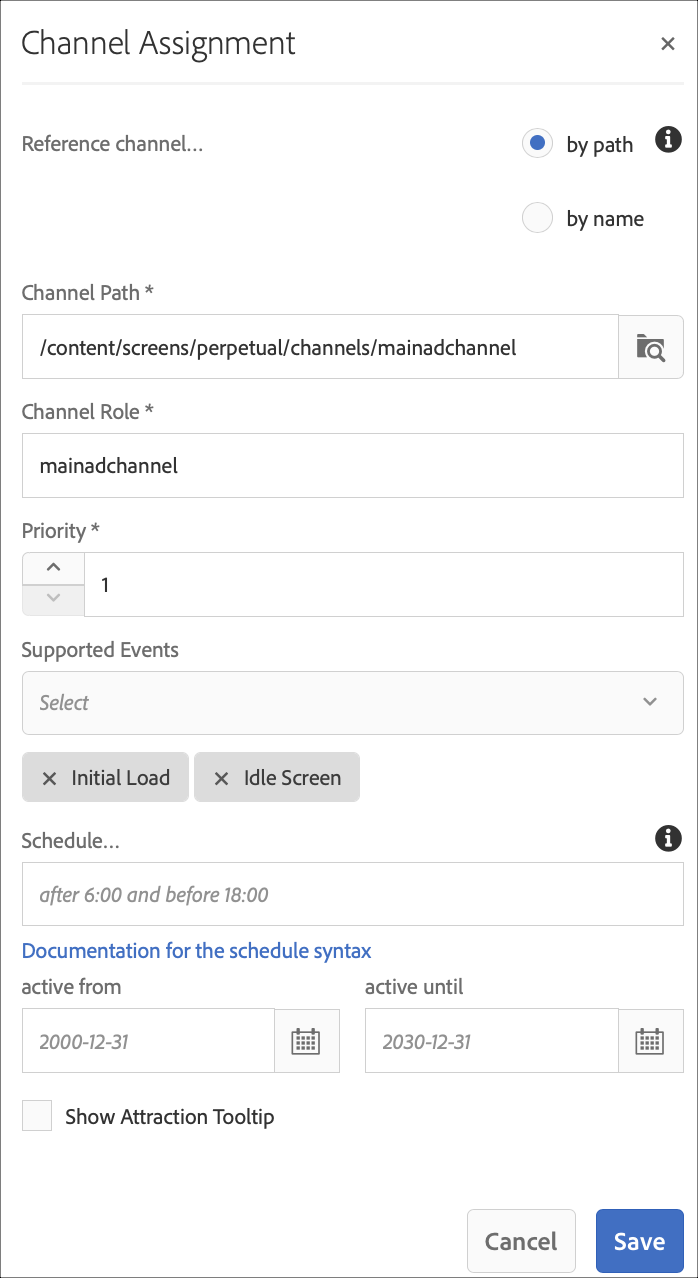 Channel Assignment
Reference channel...
by path
by name
Channel Path *
/content/screens/perpetual/channels/mainadchannel
Channel Role *
mainadchannel
Priority *
1
Supported Events
Select
Initial Load
Idle Screen
Schedule...
after 6:00 and before 18:00
Documentation for the schedule syntax
active from
active until
2000-12-31
2030-12-31
Show Attraction Tooltip
Cancel
Save